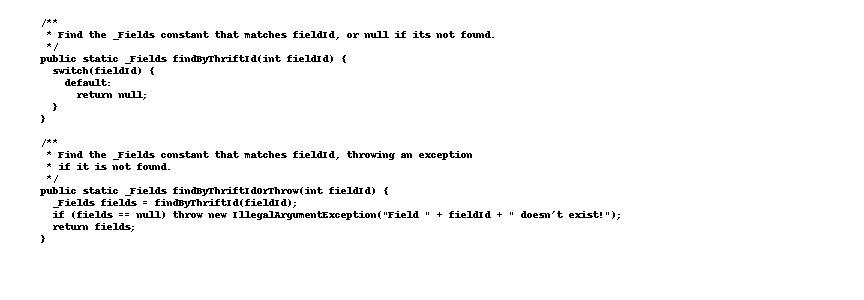 /**
 * Find the _Fields constant that matches fieldId, or null if its not found.
 */
public static _Fields findByThriftId(int fieldId) {
  switch(fieldId) {
    default:
      return null;
  }
}

/**
 * Find the _Fields constant that matches fieldId, throwing an exception
 * if it is not found.
 */
public static _Fields findByThriftIdOrThrow(int fieldId) {
  _Fields fields = findByThriftId(fieldId);
  if (fields == null) throw new IllegalArgumentException("Field " + fieldId + " doesn't exist!");
  return fields;
}